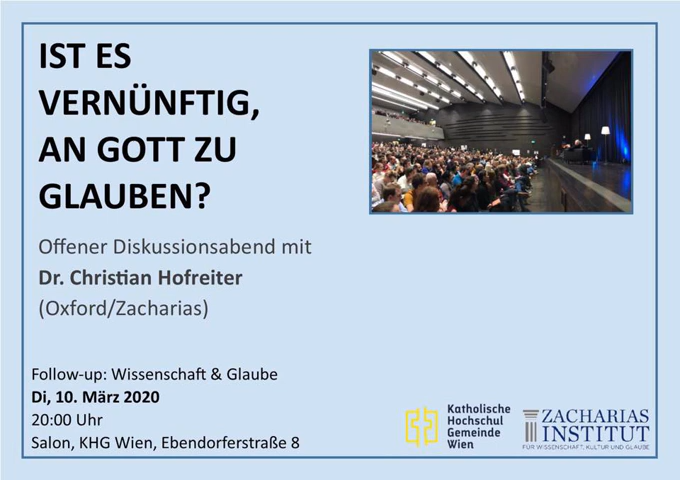 IST ES
VERNÜNFTIG,
AN GOTT ZU
GLAUBEN?
Offener Diskussionsabend mit
Dr. Christian Hofreiter
(Oxford/Zacharias)
Follow-up: Wissenschaft & Glaube
Di, 10. März 2020
20:00 Uhr
Salon, KHG Wien, Ebendorferstraße 8
Katholische
Hochschul
Gemeinde
Wien
ZACHARIAS
INSTITUT
FÜR WISSENSCHAFT, KULTUR UND GLAUBE